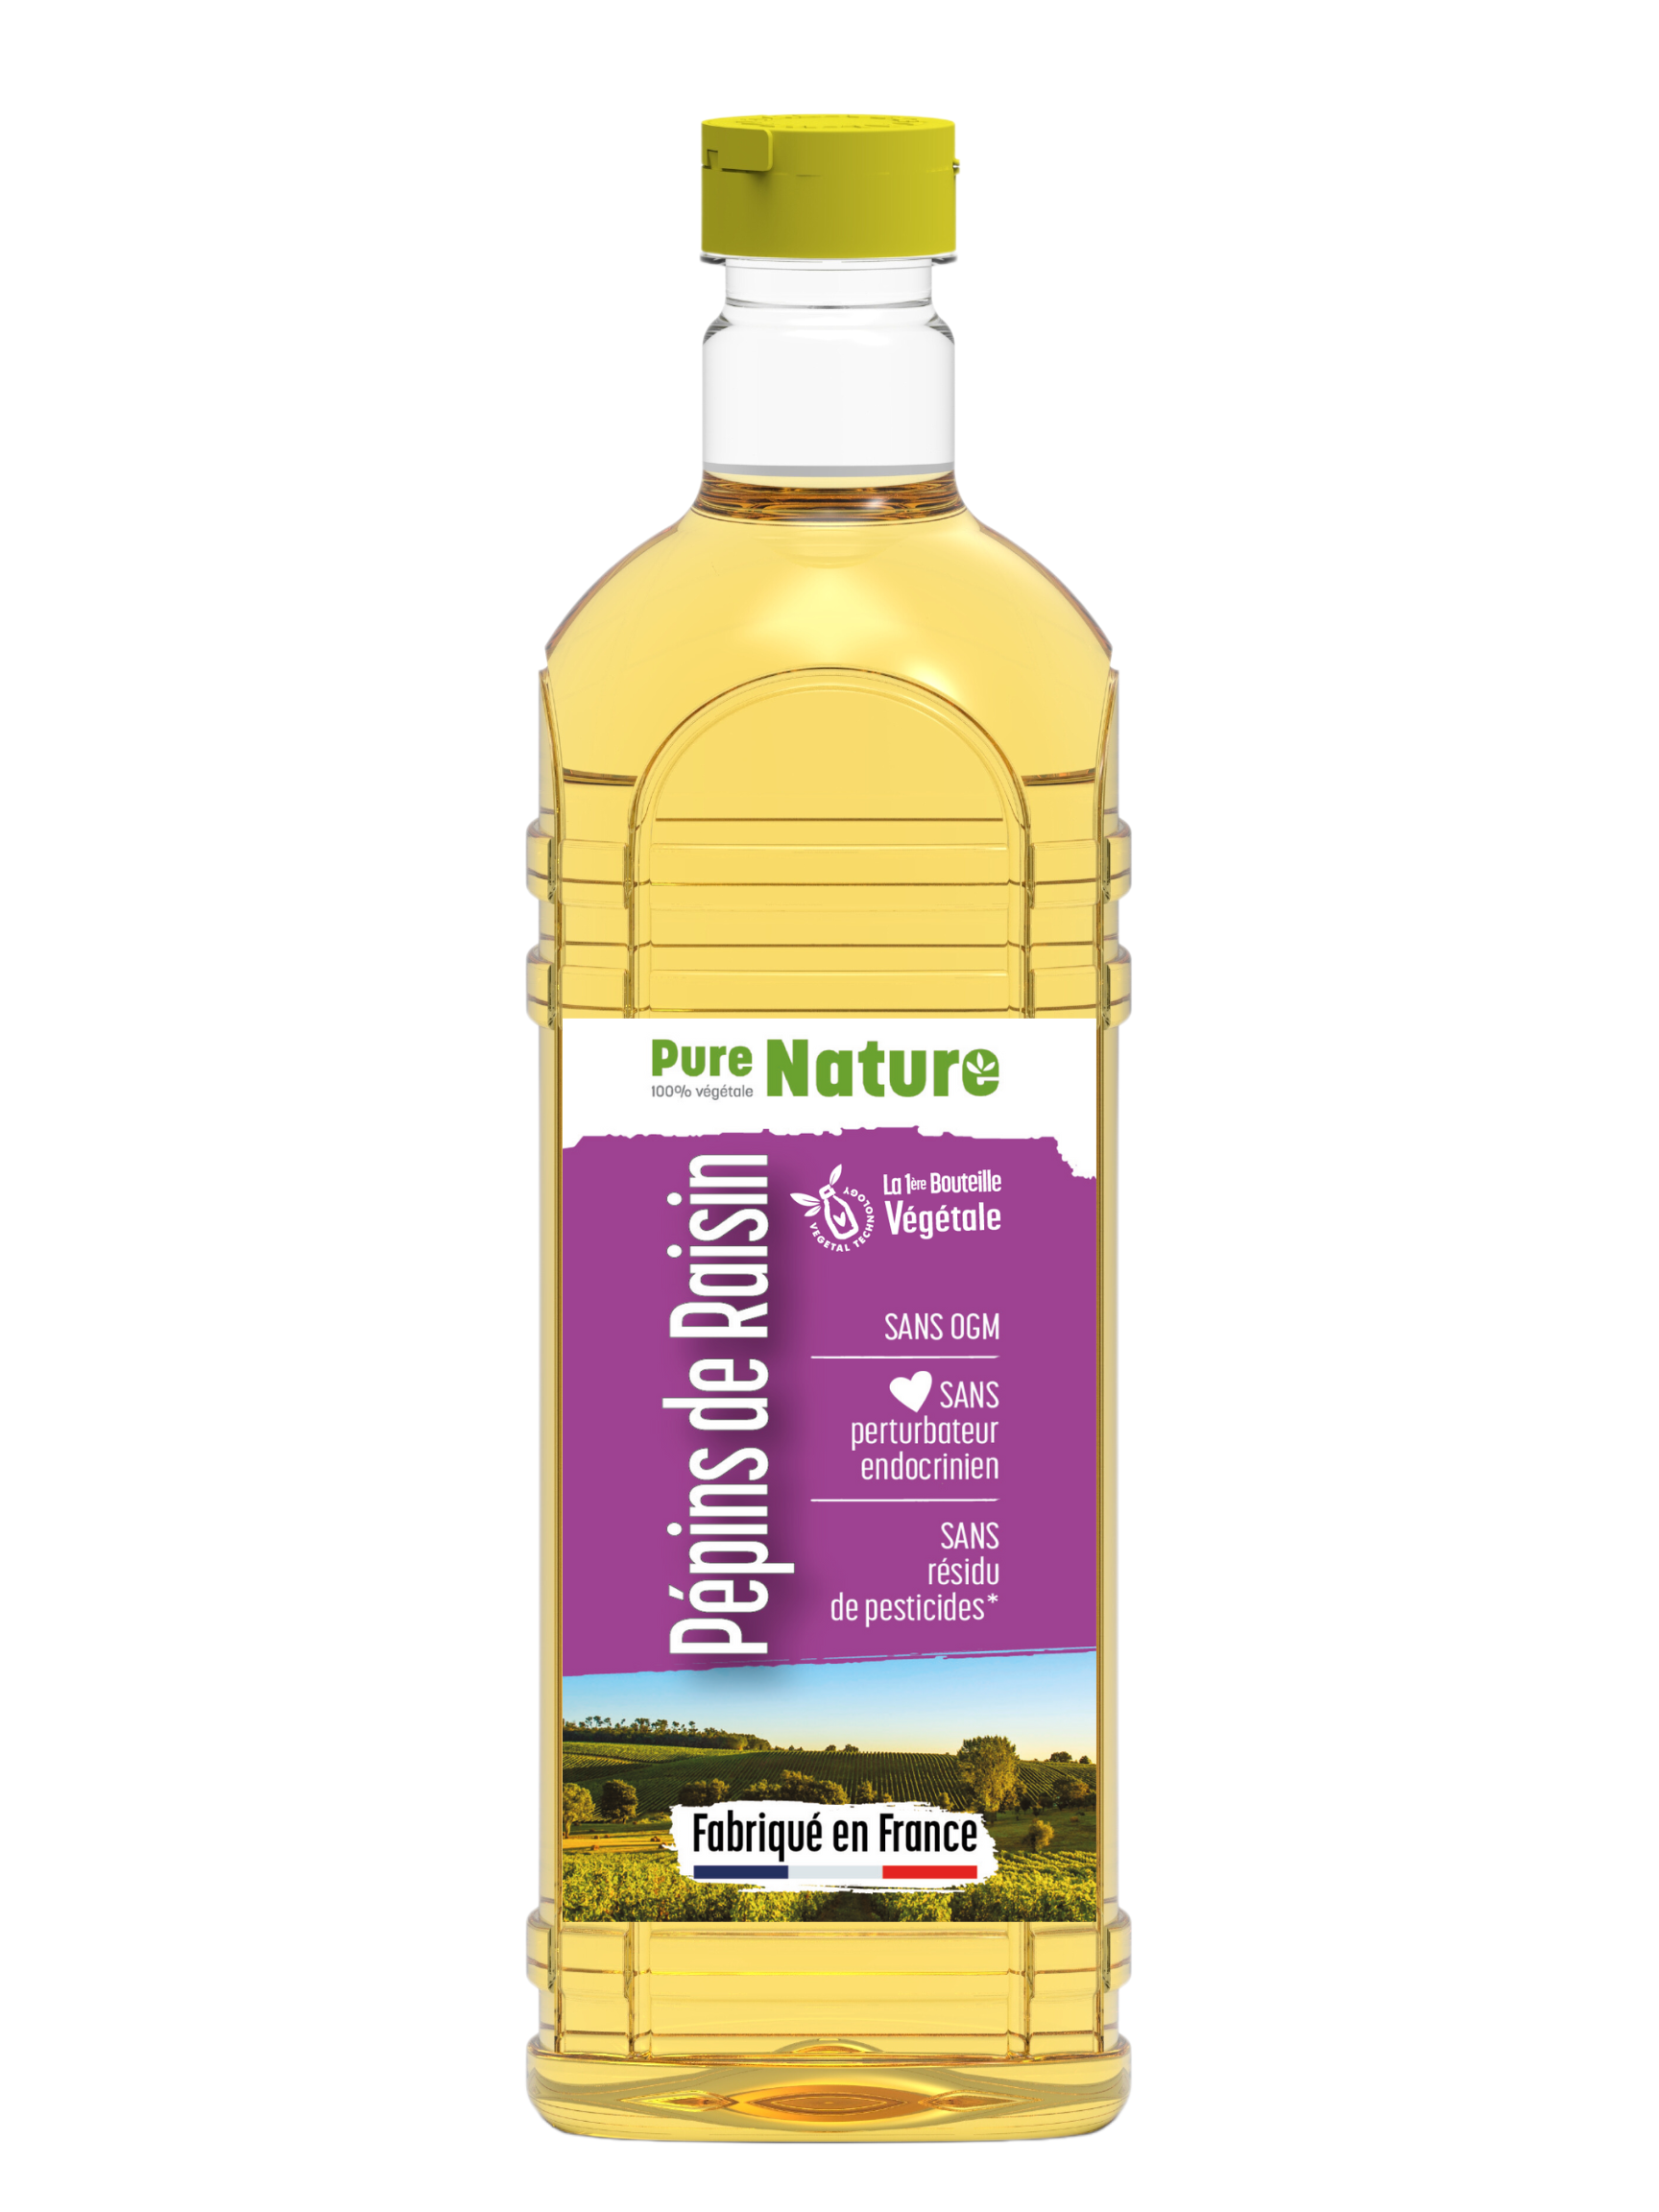 Pure Nature
100% végétale
Pépins de Raisin
La 1ère Bouteille
Végétale
VEGETAL TECHNOLOGY
SANS OGM
SANS
perturbateur
endocrinien
SANS
résidu
de pesticides*
Fabriqué en France